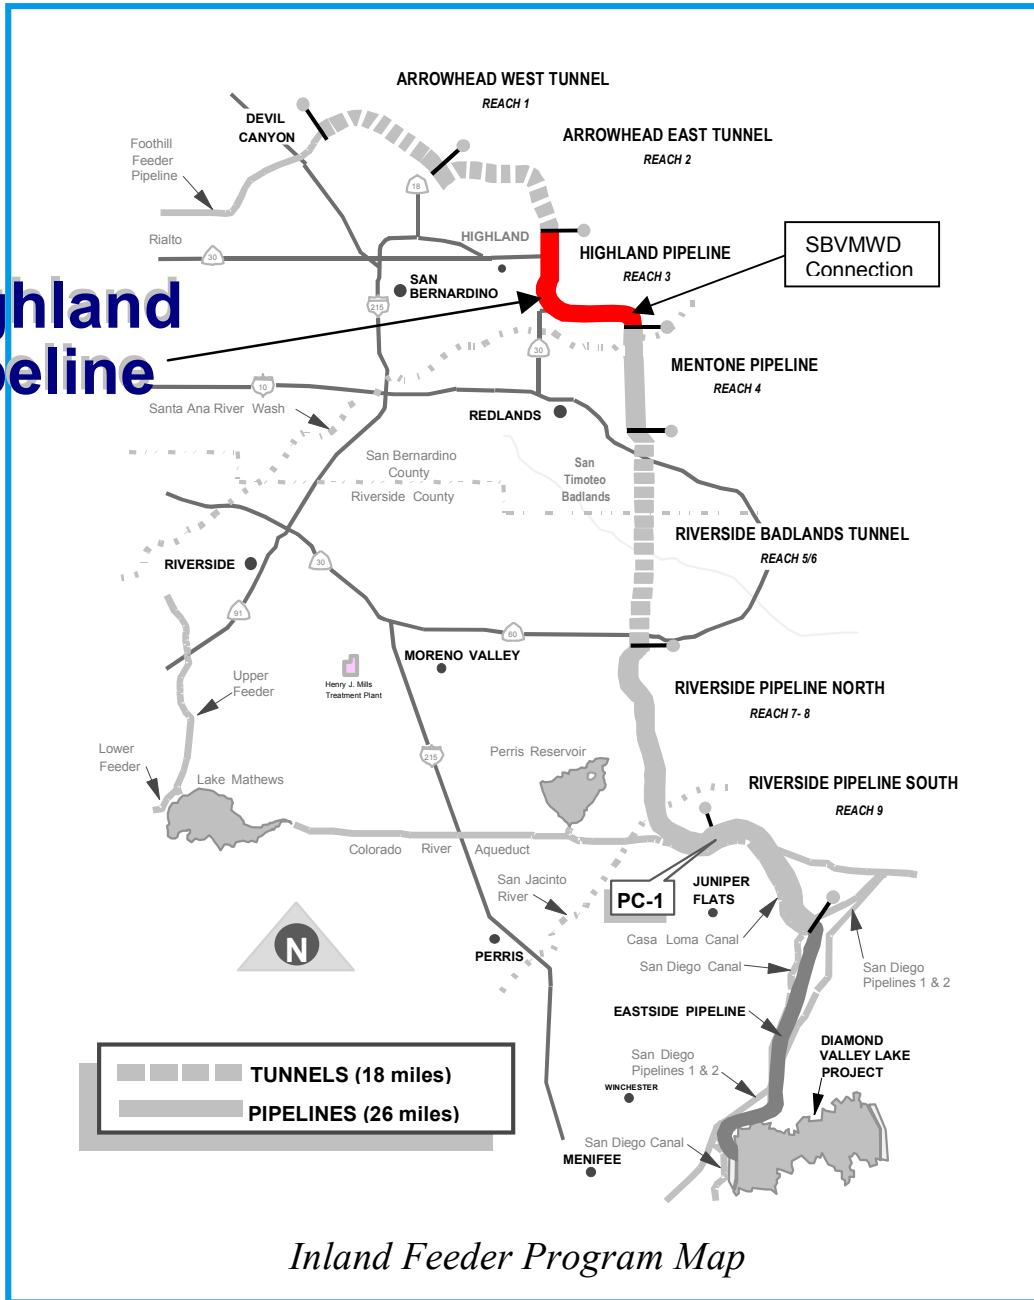 ARROWHEAD WEST TUNNEL
REACH 1
DEVIL
CANYON
ARROWHEAD EAST TUNNEL
REACH 2
Foothill
Feeder
Pipeline
18
Rialto
30
HIGHLAND
HIGHLAND PIPELINE
REACH 3
SBVMWD
Connection
SAN
BERNARDINO
215
ghland
peline
30
MENTONE PIPELINE
REACH 4
10
Santa Ana River Wash
REDLANDS
San Bernardino
County
Riverside County
San
Timoteo
Badlands
RIVERSIDE BADLANDS TUNNEL
REACH 5/6
RIVERSIDE
30
91
60
MORENO VALLEY
Henry J. Mills
Treatment Plant
Upper
Feeder
RIVERSIDE PIPELINE NORTH
REACH 7- 8
Lower
Feeder
Lake Mathews
215
Perris Reservoir
RIVERSIDE PIPELINE SOUTH
REACH 9
Colorado River Aqueduct
San Jacinto
River
PC-1
JUNIPER
FLATS
N
PERRIS
Casa Loma Canal
San Diego Canal
San Diego
Pipelines 1 & 2
EASTSIDE PIPELINE
DIAMOND
VALLEY LAKE
PROJECT
San Diego
Pipelines 1 & 2
WINCHESTER
TUNNELS (18 miles)
PIPELINES (26 miles)
San Diego Canal
MENIFEE
Inland Feeder Program Map